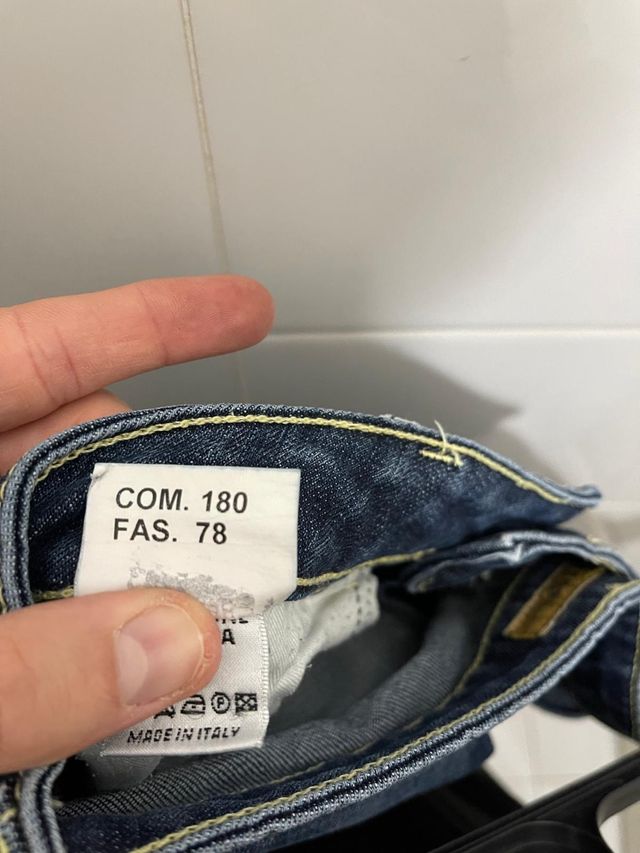 COM. 180
FAS. 78
MADE IN ITALY